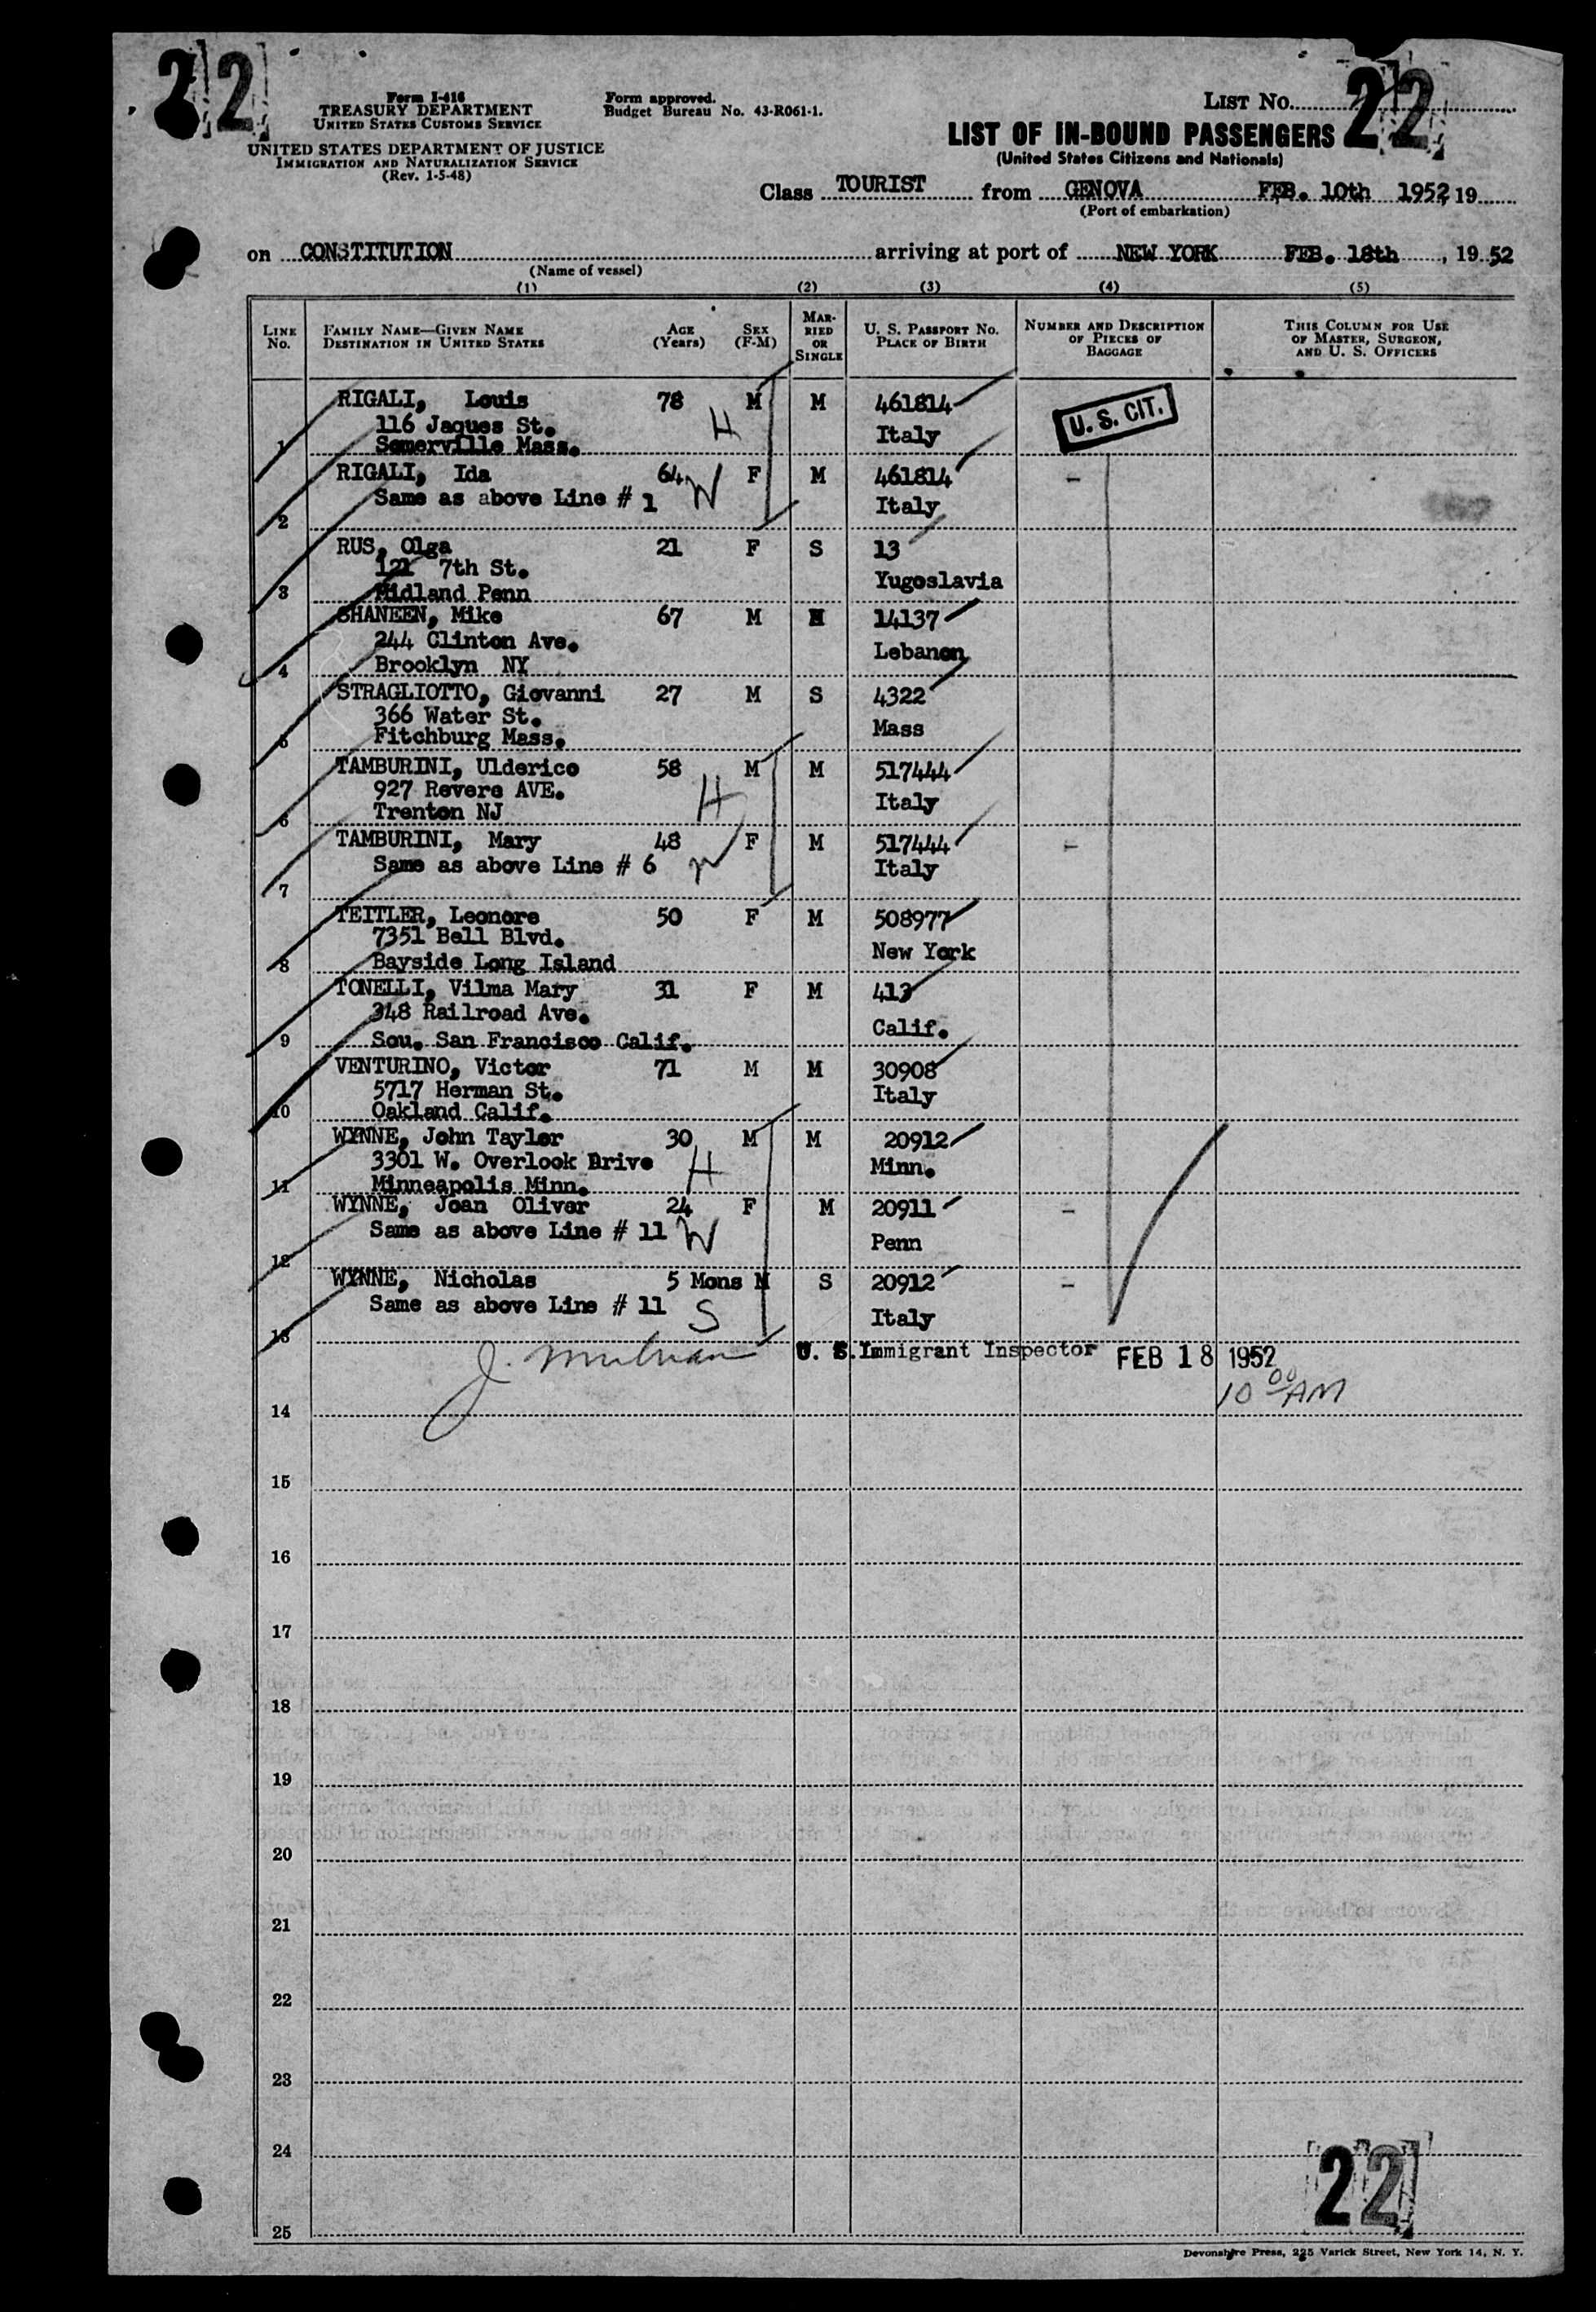 22
Form I-416
TREASURY DEPARTMENT
UNITED STATES CUSTOMS SERVICE
UNITED STATES DEPARTMENT OF JUSTICE
IMMIGRATION AND NATURALIZATION SERVICE
(Rev. 1-5-48)
Form approved.
Budget Bureau No. 43-R061-1.
LIST NO. 22
LIST OF IN-BOUND PASSENGERS
(United States Citizens and Nationals)
Class TOURIST from GENOVA FEB. 10th 1952, 19
(Port of embarkation)
on CONSTITUTION arriving at port of NEW YORK FEB. 18th, 19 52
(Name of vessel)
(1) (2) (3) (4) (5)
LINE No. FAMILY NAME—GIVEN NAME DESTINATION IN UNITED STATES AGE (Years) SEX (F-M) MARRIED OR SINGLE U. S. PASSPORT NO. PLACE OF BIRTH NUMBER AND DESCRIPTION OF PIECES OF BAGGAGE THIS COLUMN FOR USE OF MASTER, SURGEON, AND U. S. OFFICERS
RIGALI, Louis 78 M M 461814 U. S. CIT.
116 Jaques St. H Italy
1 Somerville Mass.
RIGALI, Ida 64 W F M 461814 -
Same as above Line # 1 Italy
2
RUS, Olga 21 F S 13
121 7th St. Yugoslavia
3 Midland Penn
SHANEEN, Mike 67 M M 14137
244 Clinton Ave. Lebanon
4 Brooklyn NY
STRAGLIOTTO, Giovanni 27 M S 4322
366 Water St. Mass
5 Fitchburg Mass.
TAMBURINI, Ulderico 58 M M 517444
927 Revere AVE. H Italy
6 Trenton NJ
TAMBURINI, Mary 48 F M 517444 -
Same as above Line # 6 W Italy
7
TEITLER, Leonore 50 F M 508977
7351 Bell Blvd. New York
8 Bayside Long Island
TONELLI, Vilma Mary 31 F M 413
348 Railroad Ave. Calif.
9 Sou. San Francisco Calif.
VENTURINO, Victor 71 M M 30908
5717 Herman St. Italy
10 Oakland Calif.
WYNNE, John Taylor 30 M M 20912
3301 W. Overlook Drive H Minn.
11 Minneapolis Minn.
WYNNE, Joan Oliver 24 F M 20911 -
Same as above Line # 11 W Penn
12
WYNNE, Nicholas 5 Mons M S 20912 -
Same as above Line # 11 S Italy
13
U. S. Immigrant Inspector FEB 18 1952
10 00 AM
14
15
16
17
18
19
20
21
22
23
24
22
25
Devonshire Press, 225 Varick Street, New York 14, N. Y.